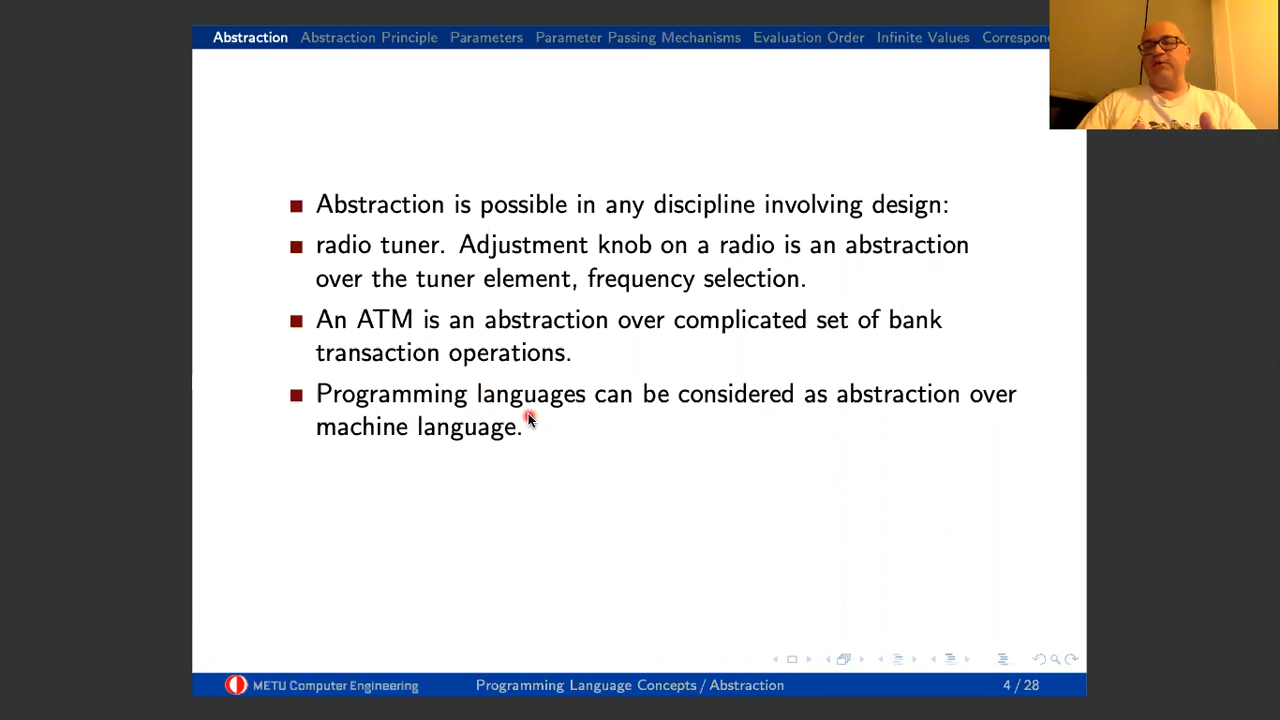 Abstraction Abstraction Principle Parameters Parameter Passing Mechanisms Evaluation Order Infinite Values Correspon
Abstraction is possible in any discipline involving design:
radio tuner. Adjustment knob on a radio is an abstraction
over the tuner element, frequency selection.
An ATM is an abstraction over complicated set of bank
transaction operations.
Programming languages can be considered as abstraction over
machine language.
METU Computer Engineering Programming Language Concepts / Abstraction 4 / 28